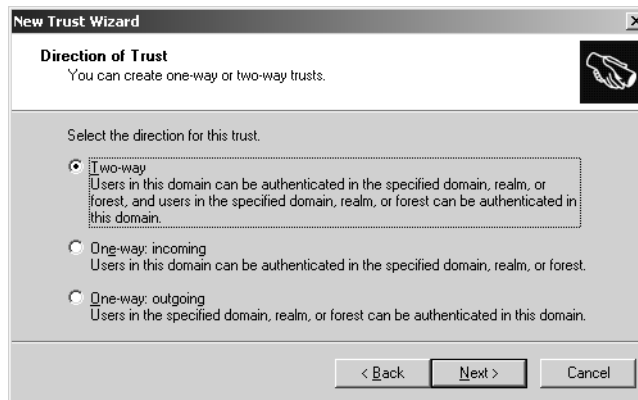 New Trust Wizard
Direction of Trust
You can create one-way or two-way trusts.
Select the direction for this trust.
Two-way
Users in this domain can be authenticated in the specified domain, realm, or
forest, and users in the specified domain, realm, or forest can be authenticated in
this domain.
One-way: incoming
Users in this domain can be authenticated in the specified domain, realm, or forest.
One-way: outgoing
Users in the specified domain, realm, or forest can be authenticated in this domain.
< Back Next > Cancel